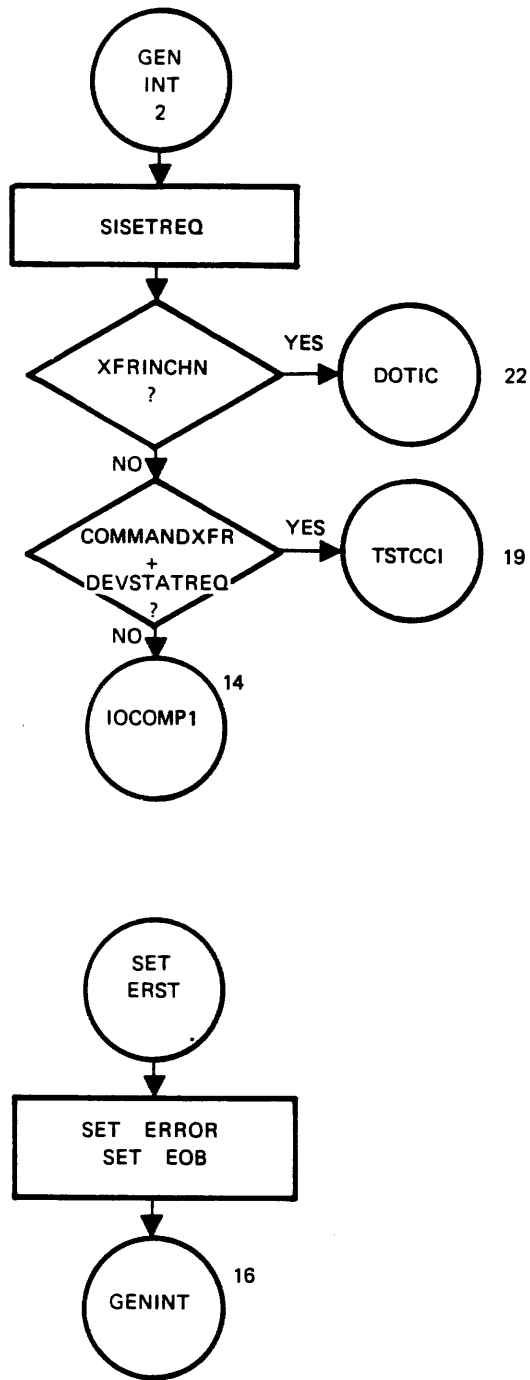 GEN
INT
2
SISETREQ
XFRINCHN
?
YES
DOTIC
22
NO
COMMANDXFR
+
DEVSTATREQ
?
YES
TSTCCI
19
NO
IOCOMP1
14
SET
ERST
SET ERROR
SET EOB
GENINT
16